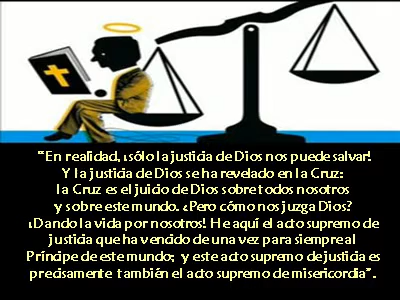 “En realidad, ¡sólo la justicia de Dios nos puede salvar!
Y la justicia de Dios se ha revelado en la Cruz:
la Cruz es el juicio de Dios sobre todos nosotros
y sobre este mundo. ¿Pero cómo nos juzga Dios?
¡Dando la vida por nosotros! He aquí el acto supremo de
justicia que ha vencido de una vez para siempre al
Príncipe de este mundo;  y este acto supremo de justicia es
precisamente también el acto supremo de misericordia”.